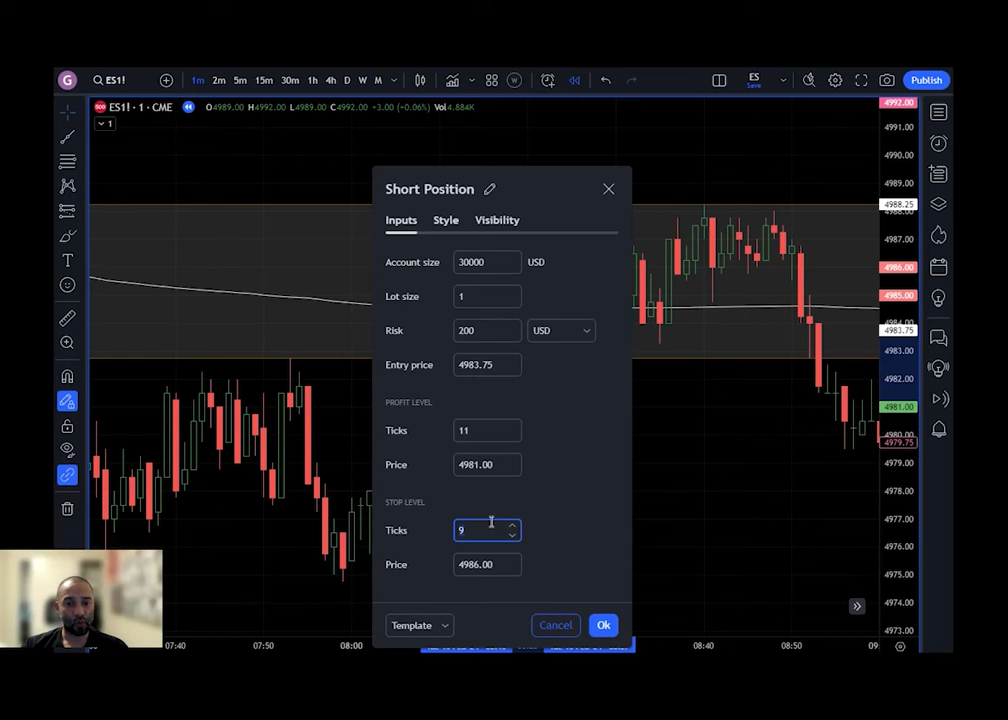 G ES1! 1m 2m 5m 15m 30m 1h 4h D W M W ES Save Publish
ES1! · 1 · CME O4989.00 H4992.00 L4989.00 C4992.00 +3.00 (+0.06%) Vol4.884K
1
4992.00
4991.00
4990.00
4989.00
4988.25
4987.00
4986.00
4985.00
4983.75
4983.00
4982.00
4981.00
4980.00
4979.75
4979.00
4978.00
4977.00
4976.00
4975.00
4974.00
4973.00
Short Position
Inputs Style Visibility
Account size 30000 USD
Lot size 1
Risk 200 USD
Entry price 4983.75
PROFIT LEVEL
Ticks 11
Price 4981.00
STOP LEVEL
Ticks 9
Price 4986.00
Template Cancel Ok
07:40 07:50 08:00 08:40 08:50